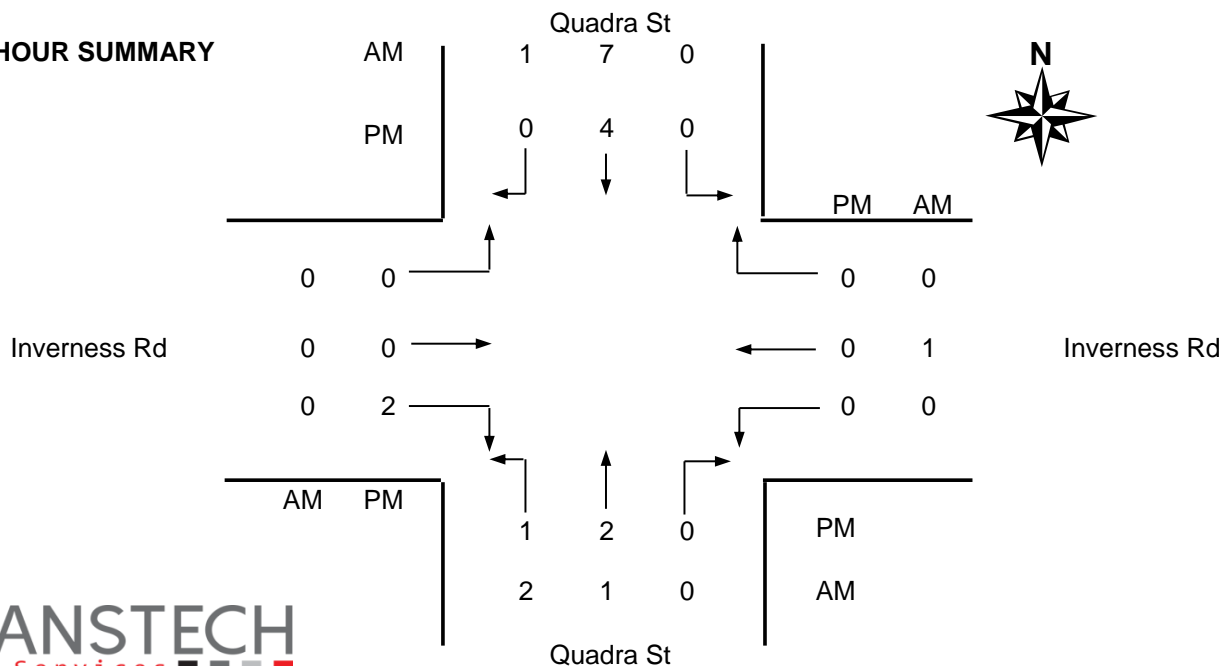 Quadra St
HOUR SUMMARY AM 1 7 0 N
PM 0 4 0
PM AM
0 0 0 0
Inverness Rd 0 0 0 1 Inverness Rd
0 2 0 0
AM PM
1 2 0 PM
2 1 0 AM
ANSTECH
Services
Quadra St